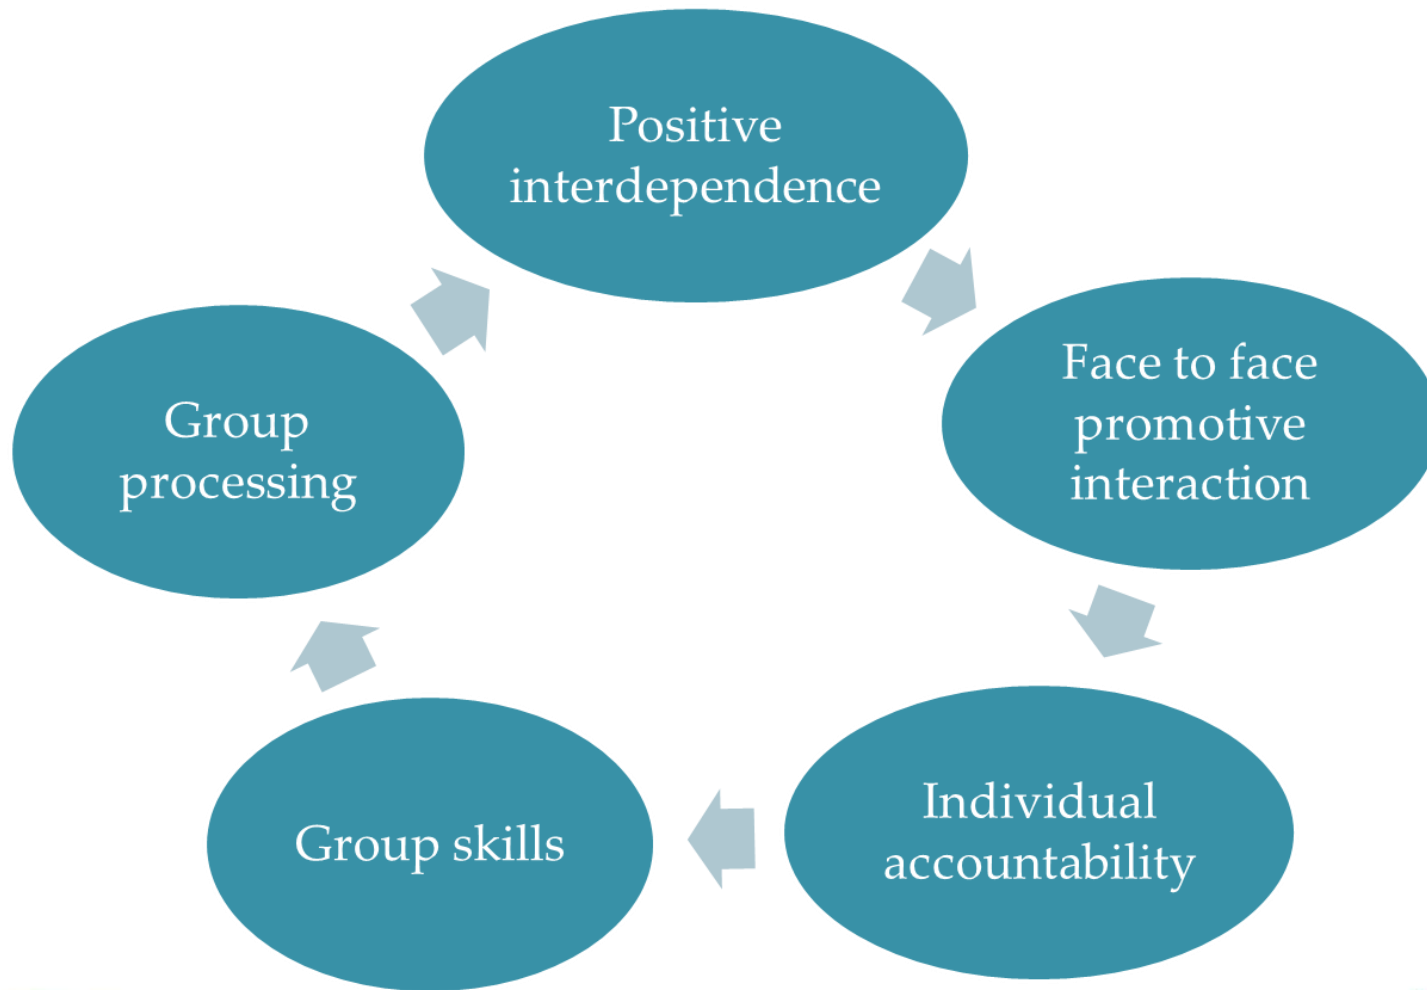 Positive
interdependence
Face to face
promotive
interaction
Individual
accountability
Group skills
Group
processing